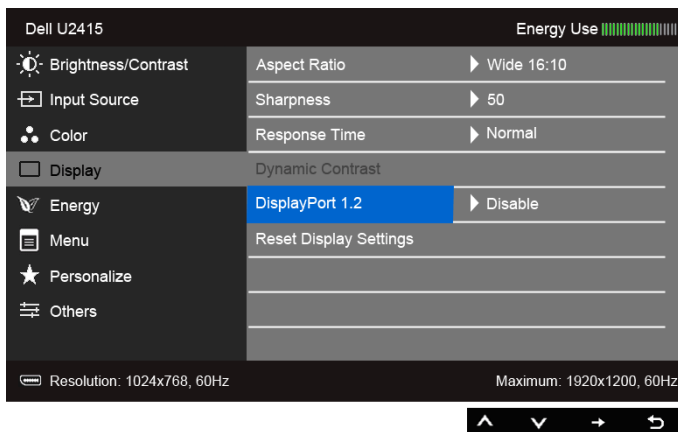 Dell U2415 Energy Use
Brightness/Contrast Aspect Ratio Wide 16:10
Input Source Sharpness 50
Color Response Time Normal
Display Dynamic Contrast
Energy DisplayPort 1.2 Disable
Menu Reset Display Settings
Personalize
Others
Resolution: 1024x768, 60Hz Maximum: 1920x1200, 60Hz